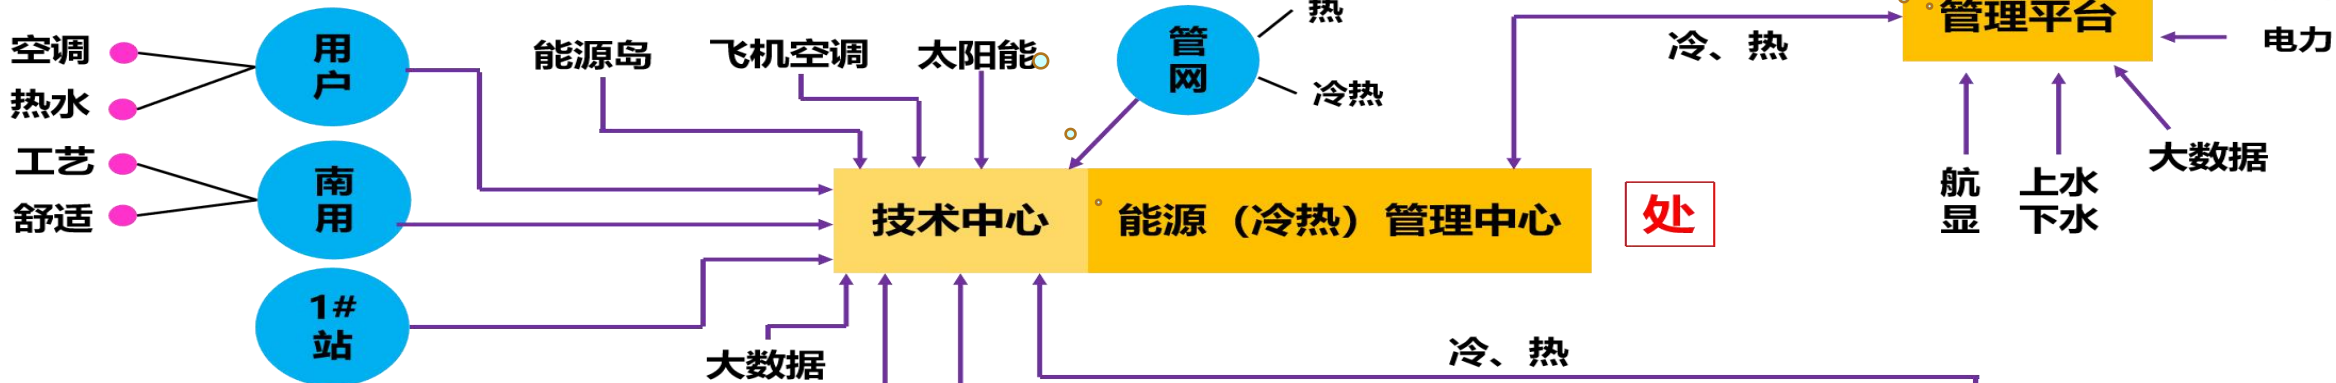 热
管理平台
空调
用
户
能源岛
飞机空调
太阳能
管
网
冷、热
电力
热水
冷热
工艺
南
用
大数据
舒适
技术中心
能源（冷热）管理中心
处
航
显
上水
下水
1#
站
大数据
冷、热